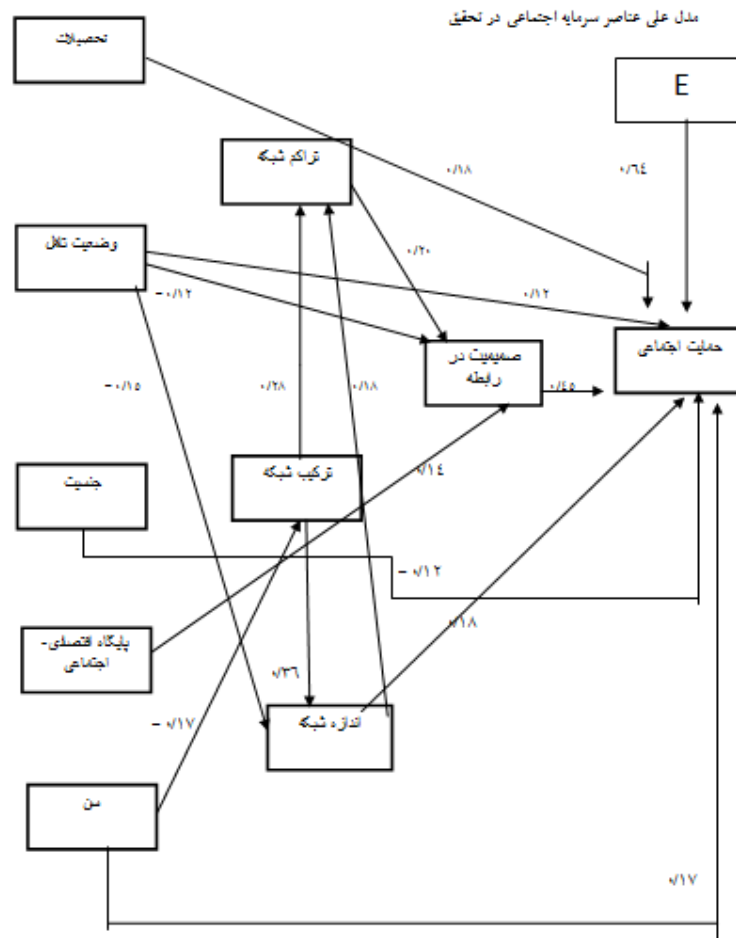 مدل علی عناصر سرمایه اجتماعی در تحقیق
تحصیلات
E
تراکم شبکه
۰/۱۸
۰/٦٤
وضعیت تاهل
۰/۲۰
-۰/۱۲
۰/۱۲
صمیمیت در
رابطه
حمایت اجتماعی
-۰/۱٥
۰/۲۸
۰/۱۸
۰/٤٥
ترکیب شبکه
۰/۱٤
جنسیت
-۰/۱۲
۰/۱۸
پایگاه اقتصادی-
اجتماعی
۰/۳٦
-۰/۱۷
اندازه شبکه
سن
۰/۱۷